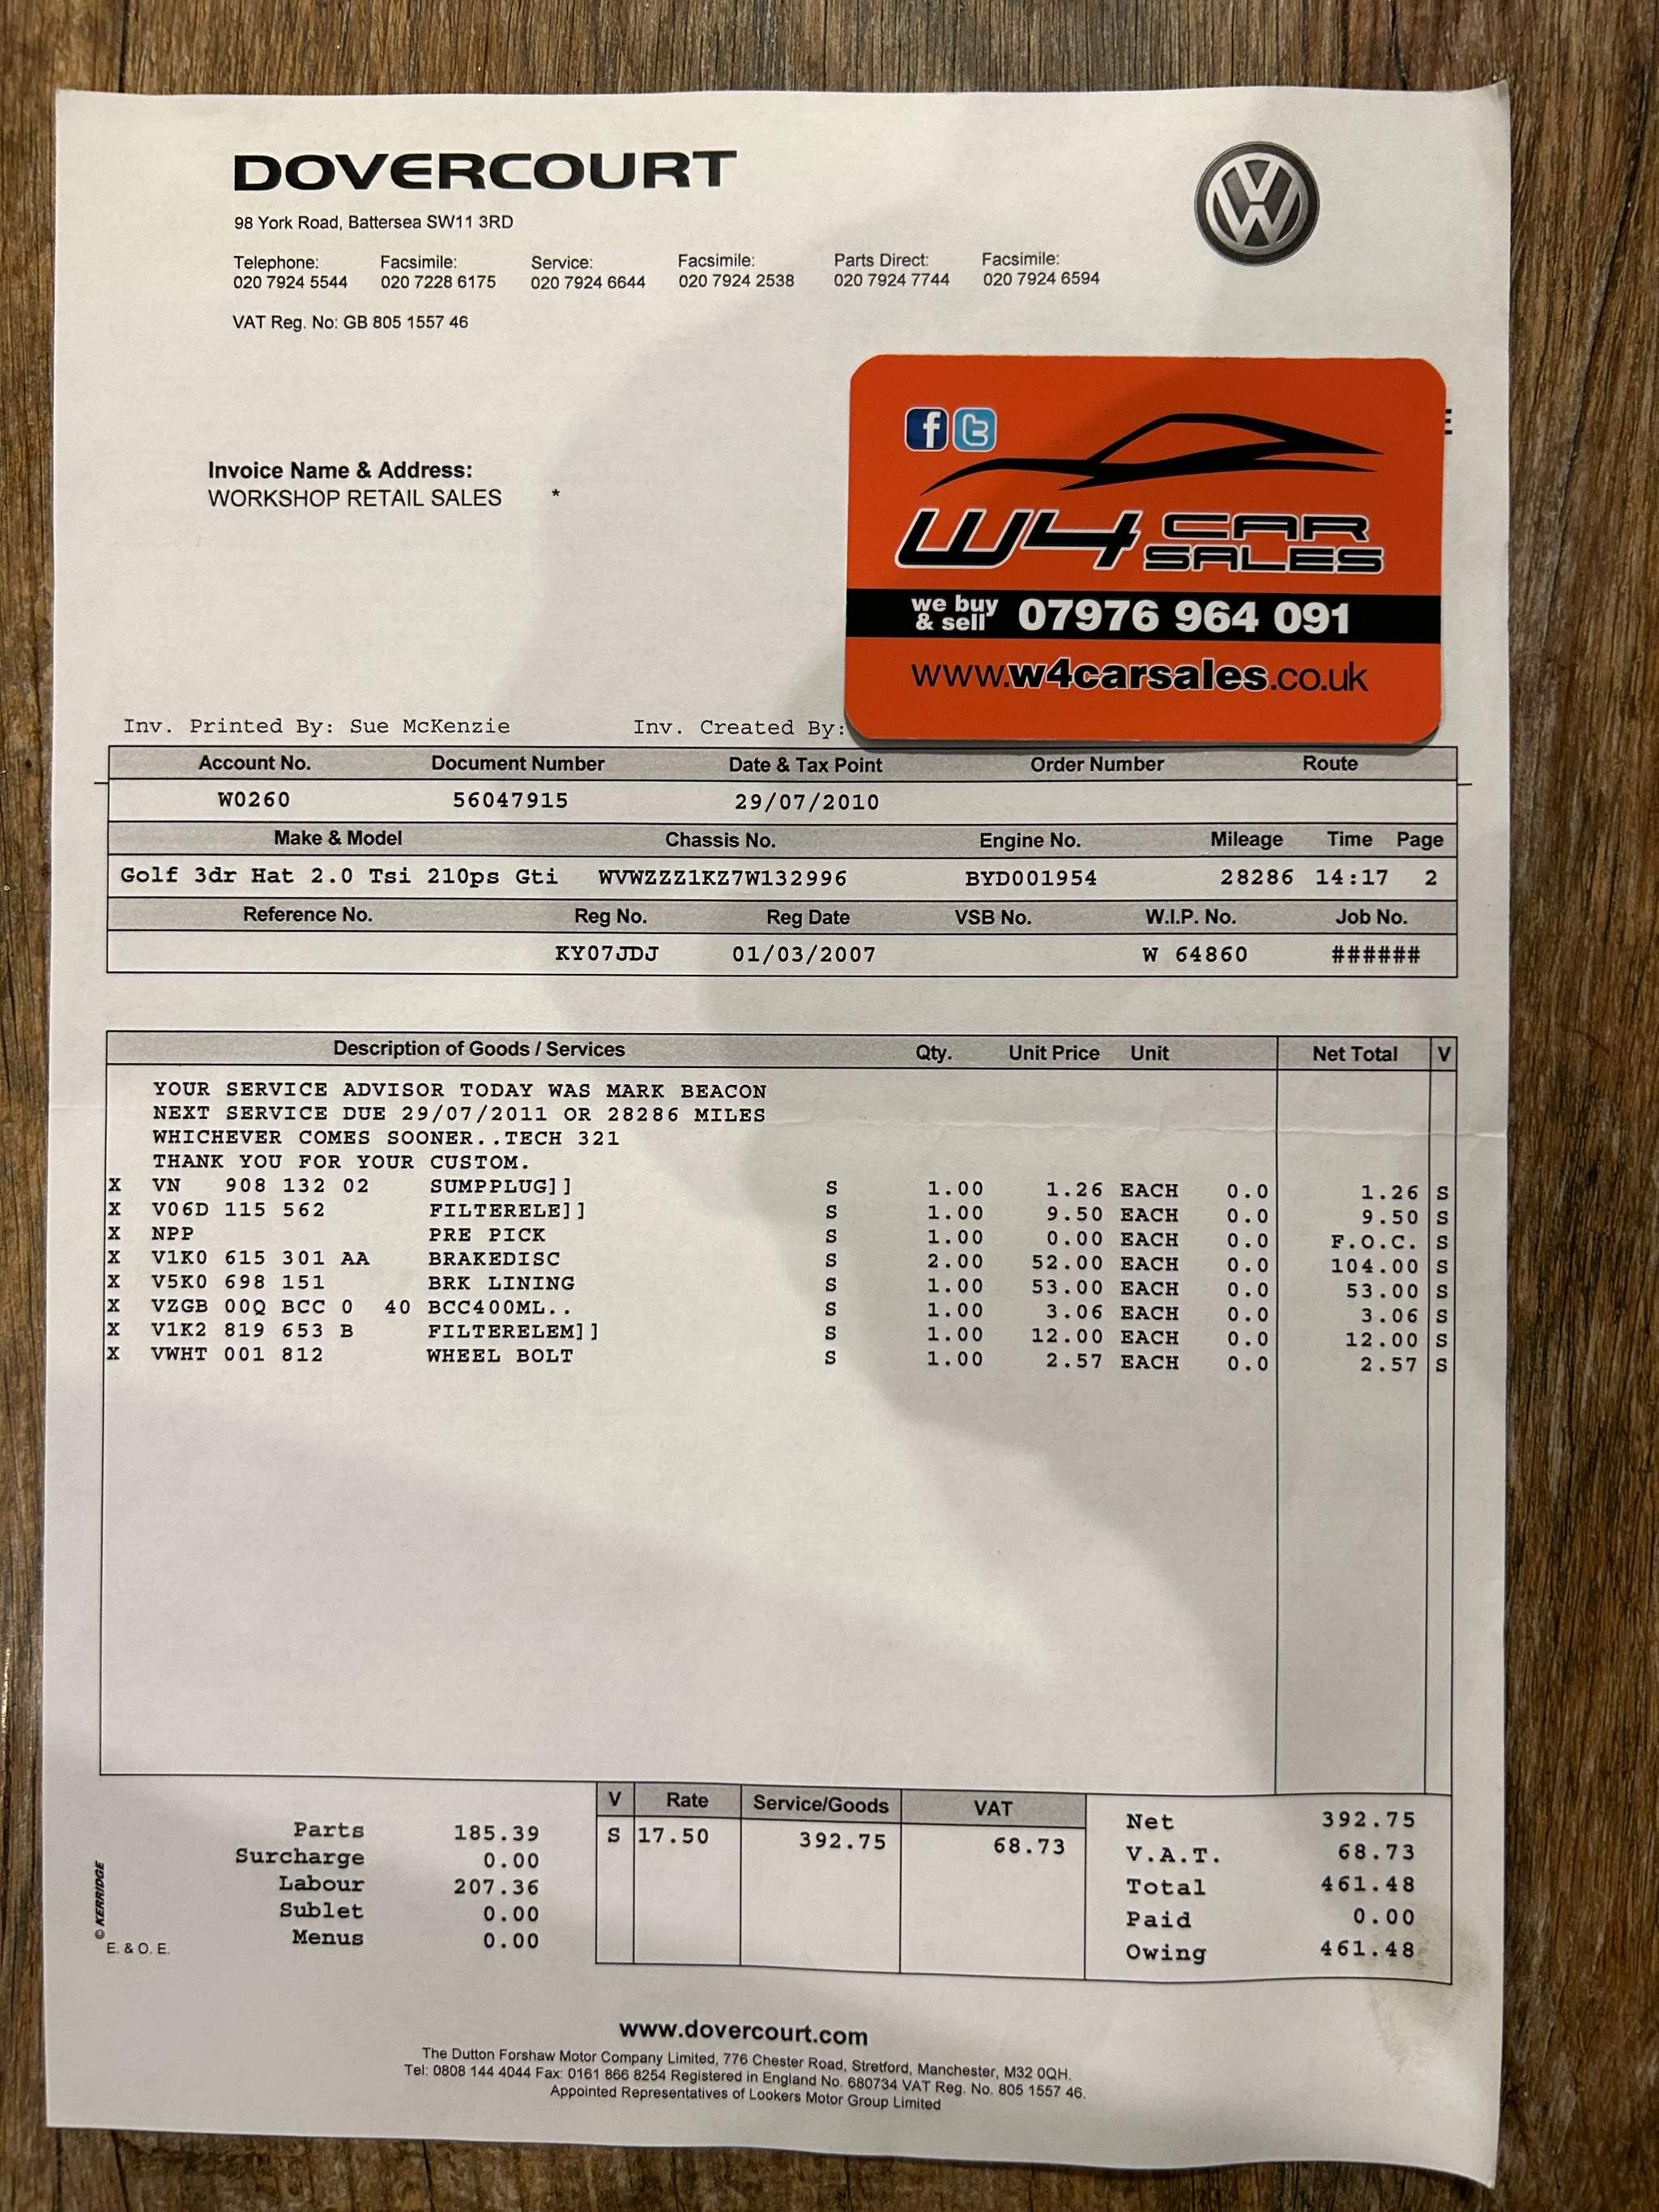 DOVERCOURT
98 York Road, Battersea SW11 3RD
Telephone: Facsimile: Service: Facsimile: Parts Direct: Facsimile:
020 7924 5544 020 7228 6175 020 7924 6644 020 7924 2538 020 7924 7744 020 7924 6594
VAT Reg. No: GB 805 1557 46
W4 CAR SALES
we buy & sell 07976 964 091
www.w4carsales.co.uk
Invoice Name & Address:
WORKSHOP RETAIL SALES *
Inv. Printed By: Sue McKenzie Inv. Created By:
Account No. Document Number Date & Tax Point Order Number Route
W0260 56047915 29/07/2010
Make & Model Chassis No. Engine No. Mileage Time Page
Golf 3dr Hat 2.0 Tsi 210ps Gti WVWZZZ1KZ7W132996 BYD001954 28286 14:17 2
Reference No. Reg No. Reg Date VSB No. W.I.P. No. Job No.
KY07JDJ 01/03/2007 W 64860 ######
Description of Goods / Services Qty. Unit Price Unit Net Total V
YOUR SERVICE ADVISOR TODAY WAS MARK BEACON
NEXT SERVICE DUE 29/07/2011 OR 28286 MILES
WHICHEVER COMES SOONER..TECH 321
THANK YOU FOR YOUR CUSTOM.
X VN 908 132 02 SUMPPLUG]] S 1.00 1.26 EACH 0.0 1.26 S
X V06D 115 562 FILTERELE]] S 1.00 9.50 EACH 0.0 9.50 S
X NPP PRE PICK S 1.00 0.00 EACH 0.0 F.O.C. S
X V1K0 615 301 AA BRAKEDISC S 2.00 52.00 EACH 0.0 104.00 S
X V5K0 698 151 BRK LINING S 1.00 53.00 EACH 0.0 53.00 S
X VZGB 00Q BCC 0 40 BCC400ML.. S 1.00 3.06 EACH 0.0 3.06 S
X V1K2 819 653 B FILTERELEM]] S 1.00 12.00 EACH 0.0 12.00 S
X VWHT 001 812 WHEEL BOLT S 1.00 2.57 EACH 0.0 2.57 S
Parts 185.39
Surcharge 0.00
Labour 207.36
Sublet 0.00
Menus 0.00
© KERRIDGE
E. & O. E.
V Rate Service/Goods VAT
S 17.50 392.75 68.73
Net 392.75
V.A.T. 68.73
Total 461.48
Paid 0.00
Owing 461.48
www.dovercourt.com
The Dutton Forshaw Motor Company Limited, 776 Chester Road, Stretford, Manchester, M32 0QH.
Tel: 0808 144 4044 Fax: 0161 866 8254 Registered in England No. 680734 VAT Reg. No. 805 1557 46.
Appointed Representatives of Lookers Motor Group Limited